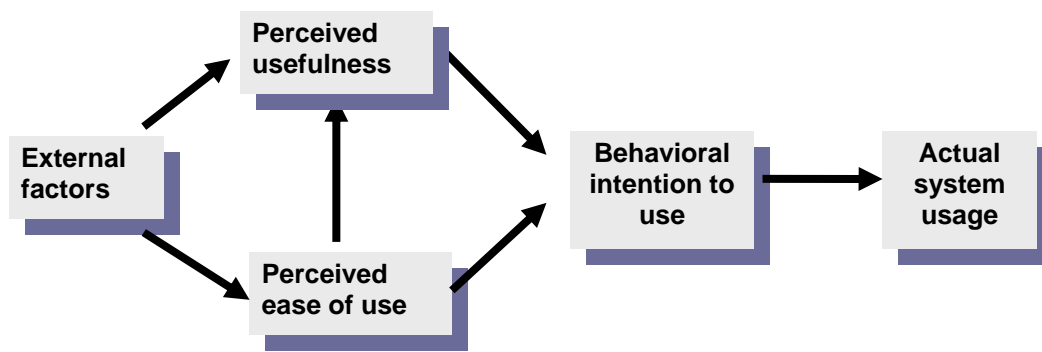 Perceived
usefulness
External
factors
Perceived
ease of use
Behavioral
intention to
use
Actual
system
usage